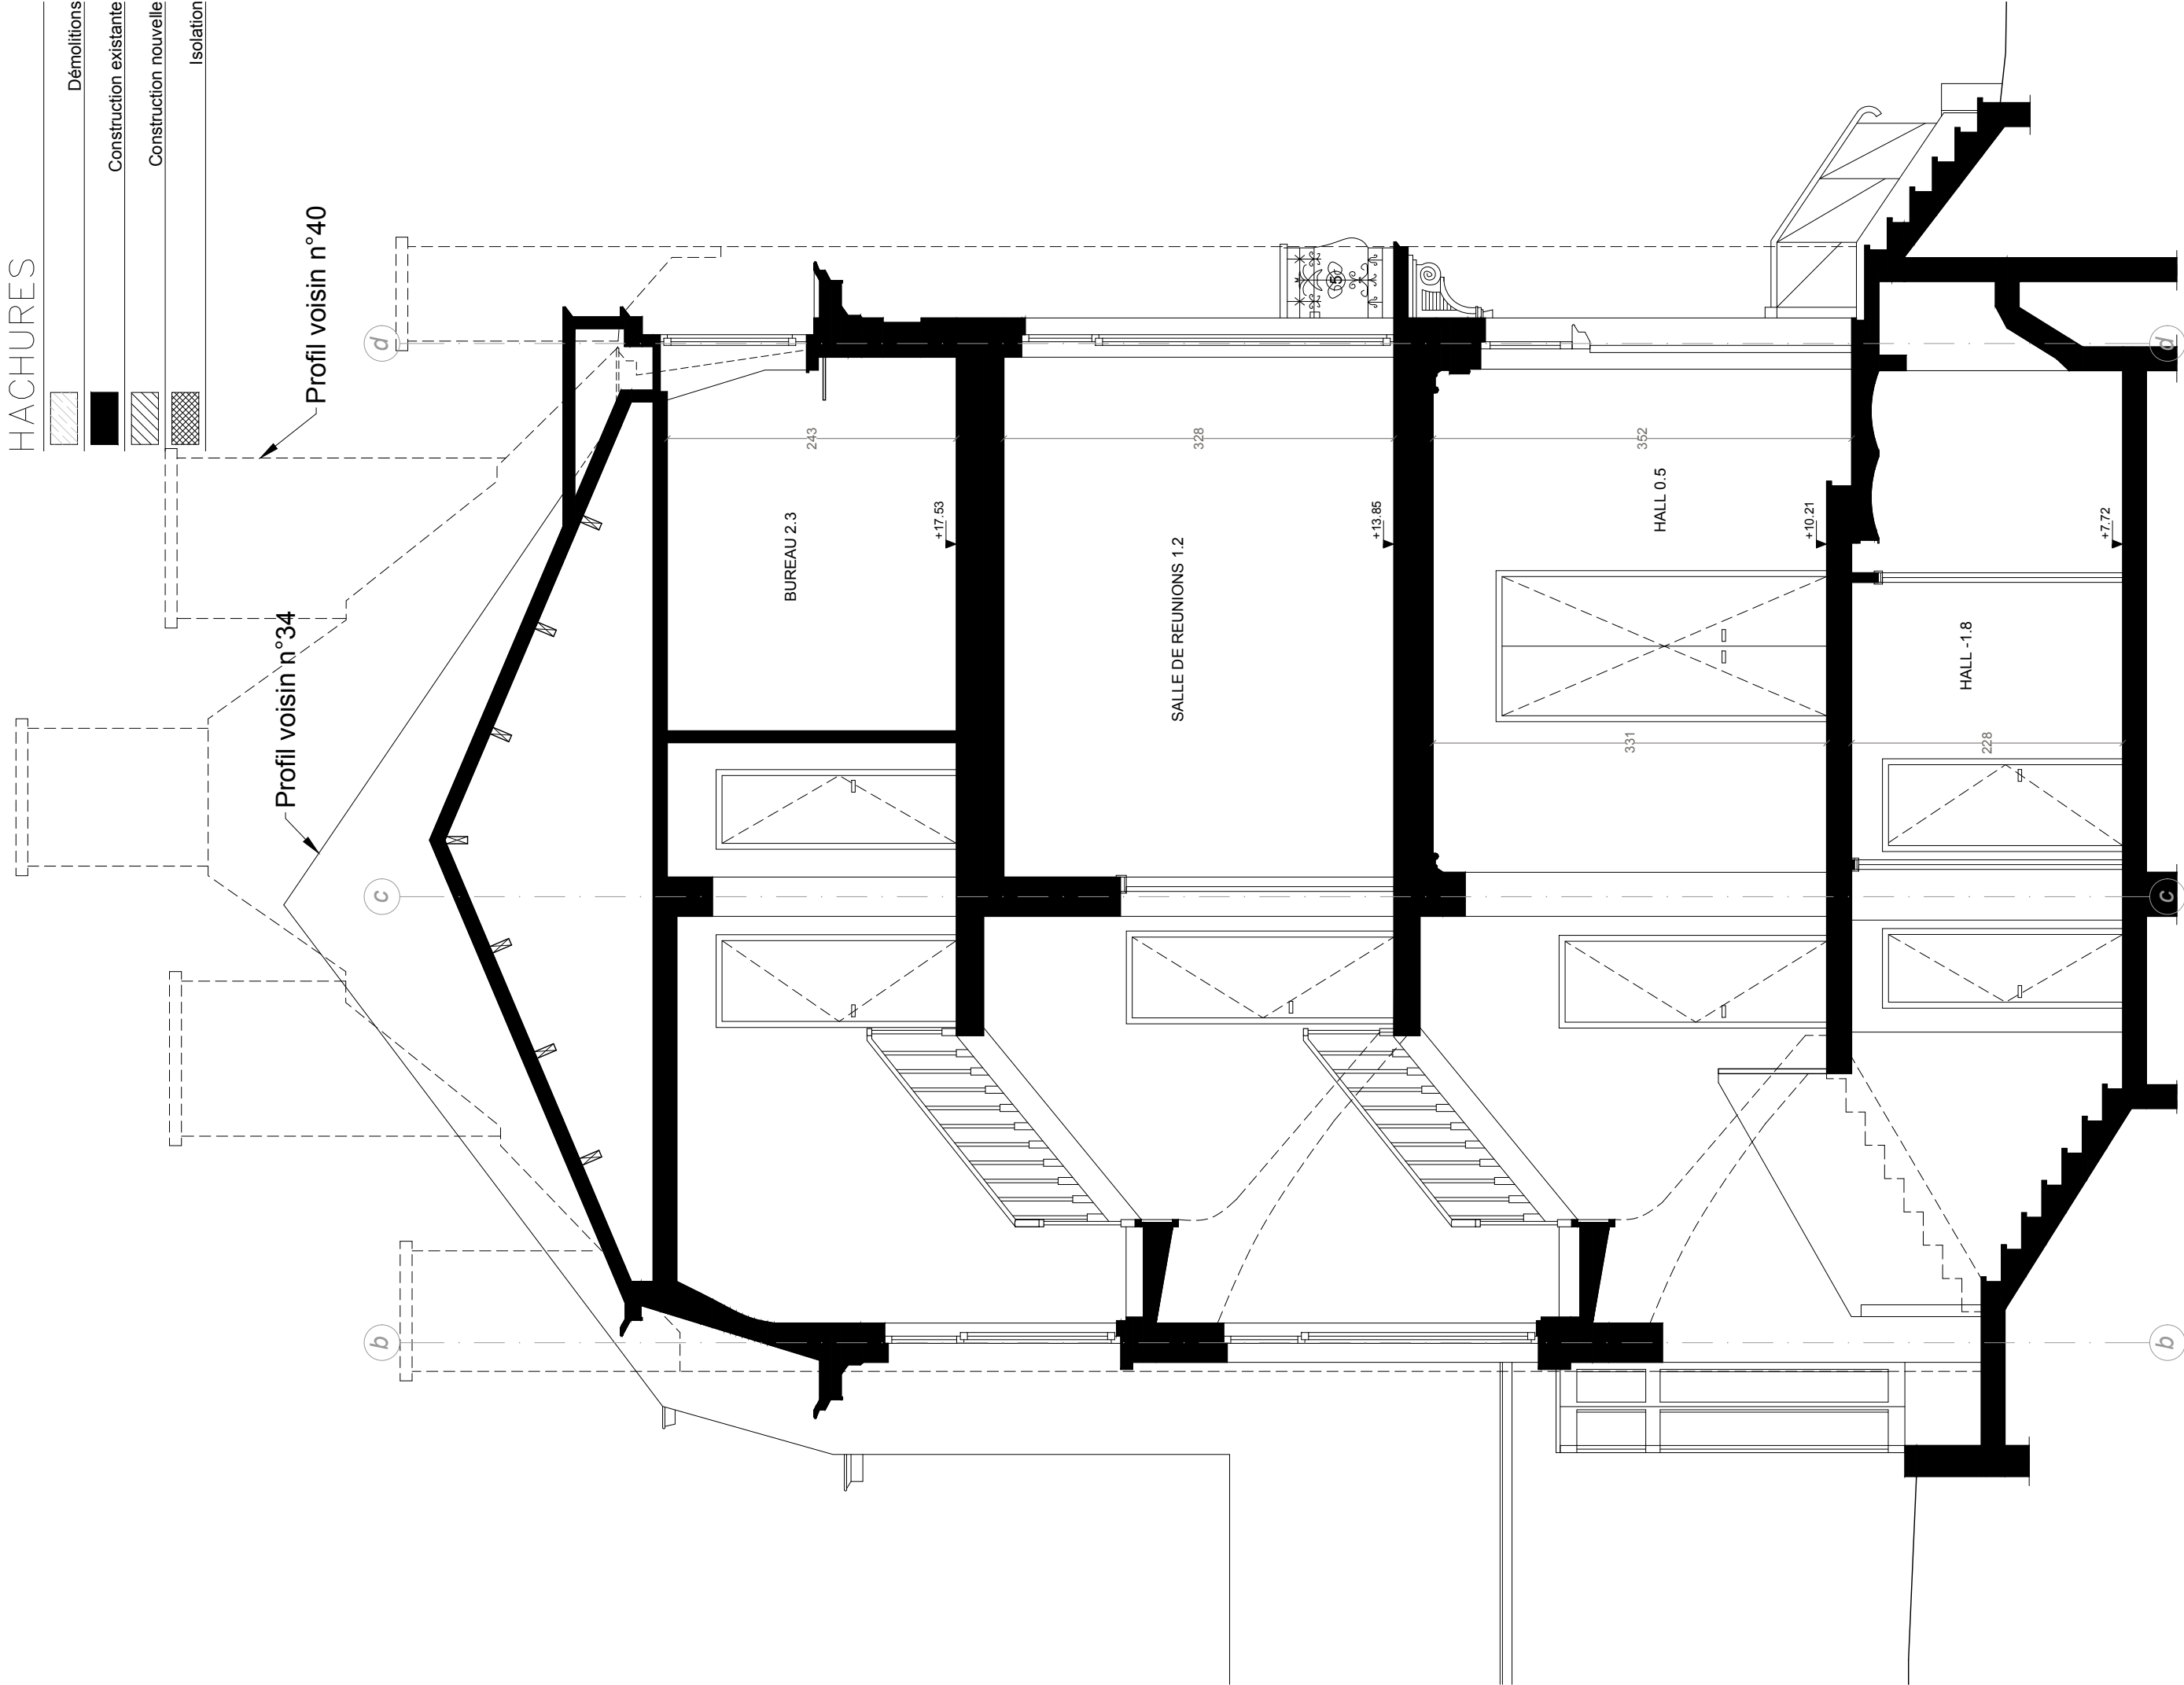 HACHURES
Démolitions
Construction existante
Construction nouvelle
Isolation
Profil voisin n°40
Profil voisin n°34
b
c
d
243
BUREAU 2.3
+17.53
328
SALLE DE REUNIONS 1.2
+13.85
352
HALL 0.5
331
+10.21
HALL -1.8
228
+7.72
b
c
d